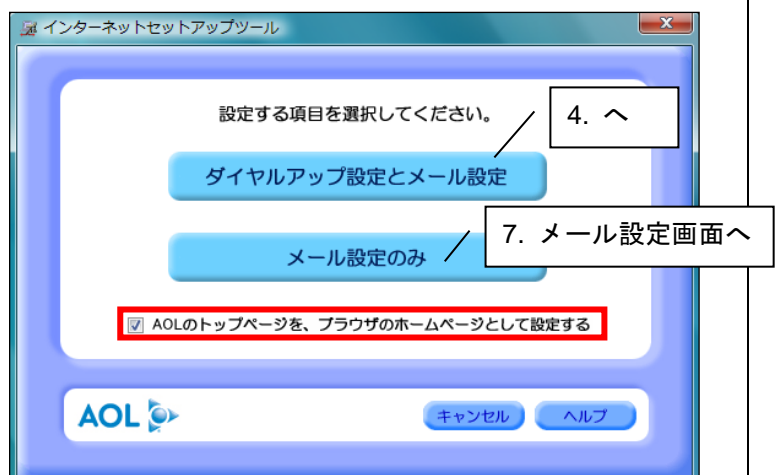 インターネットセットアップツール
設定する項目を選択してください。
4. へ
ダイヤルアップ設定とメール設定
7. メール設定画面へ
メール設定のみ
AOLのトップページを、ブラウザのホームページとして設定する
AOL
キャンセル
ヘルプ